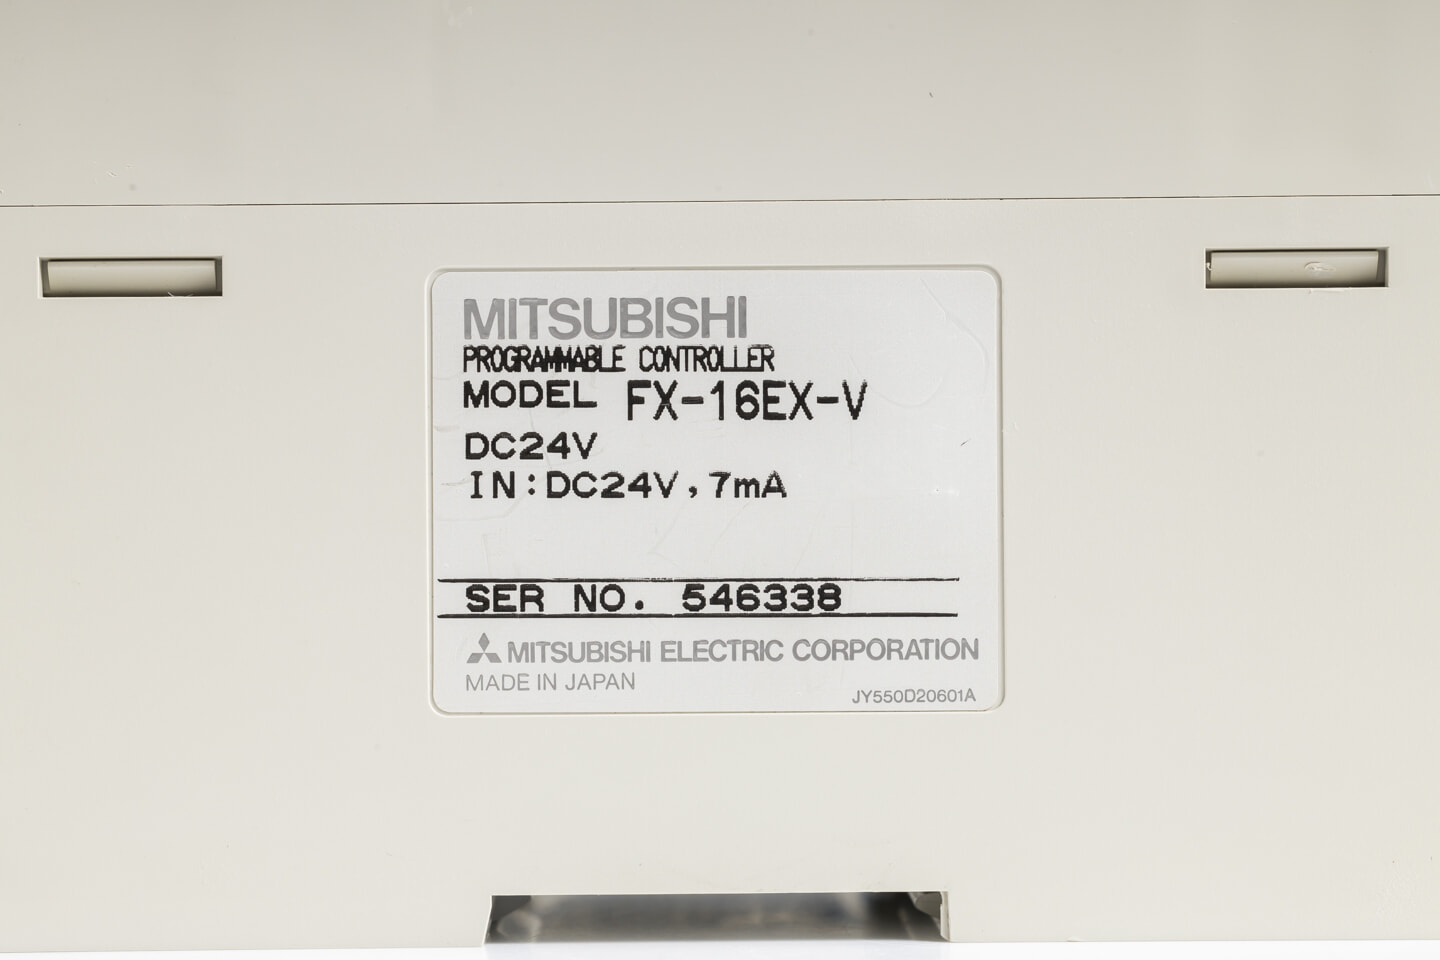 MITSUBISHI
PROGRAMMABLE CONTROLLER
MODEL FX-16EX-V
DC24V
IN:DC24V,7mA
SER NO. 546338
MITSUBISHI ELECTRIC CORPORATION
MADE IN JAPAN
JY550D20601A